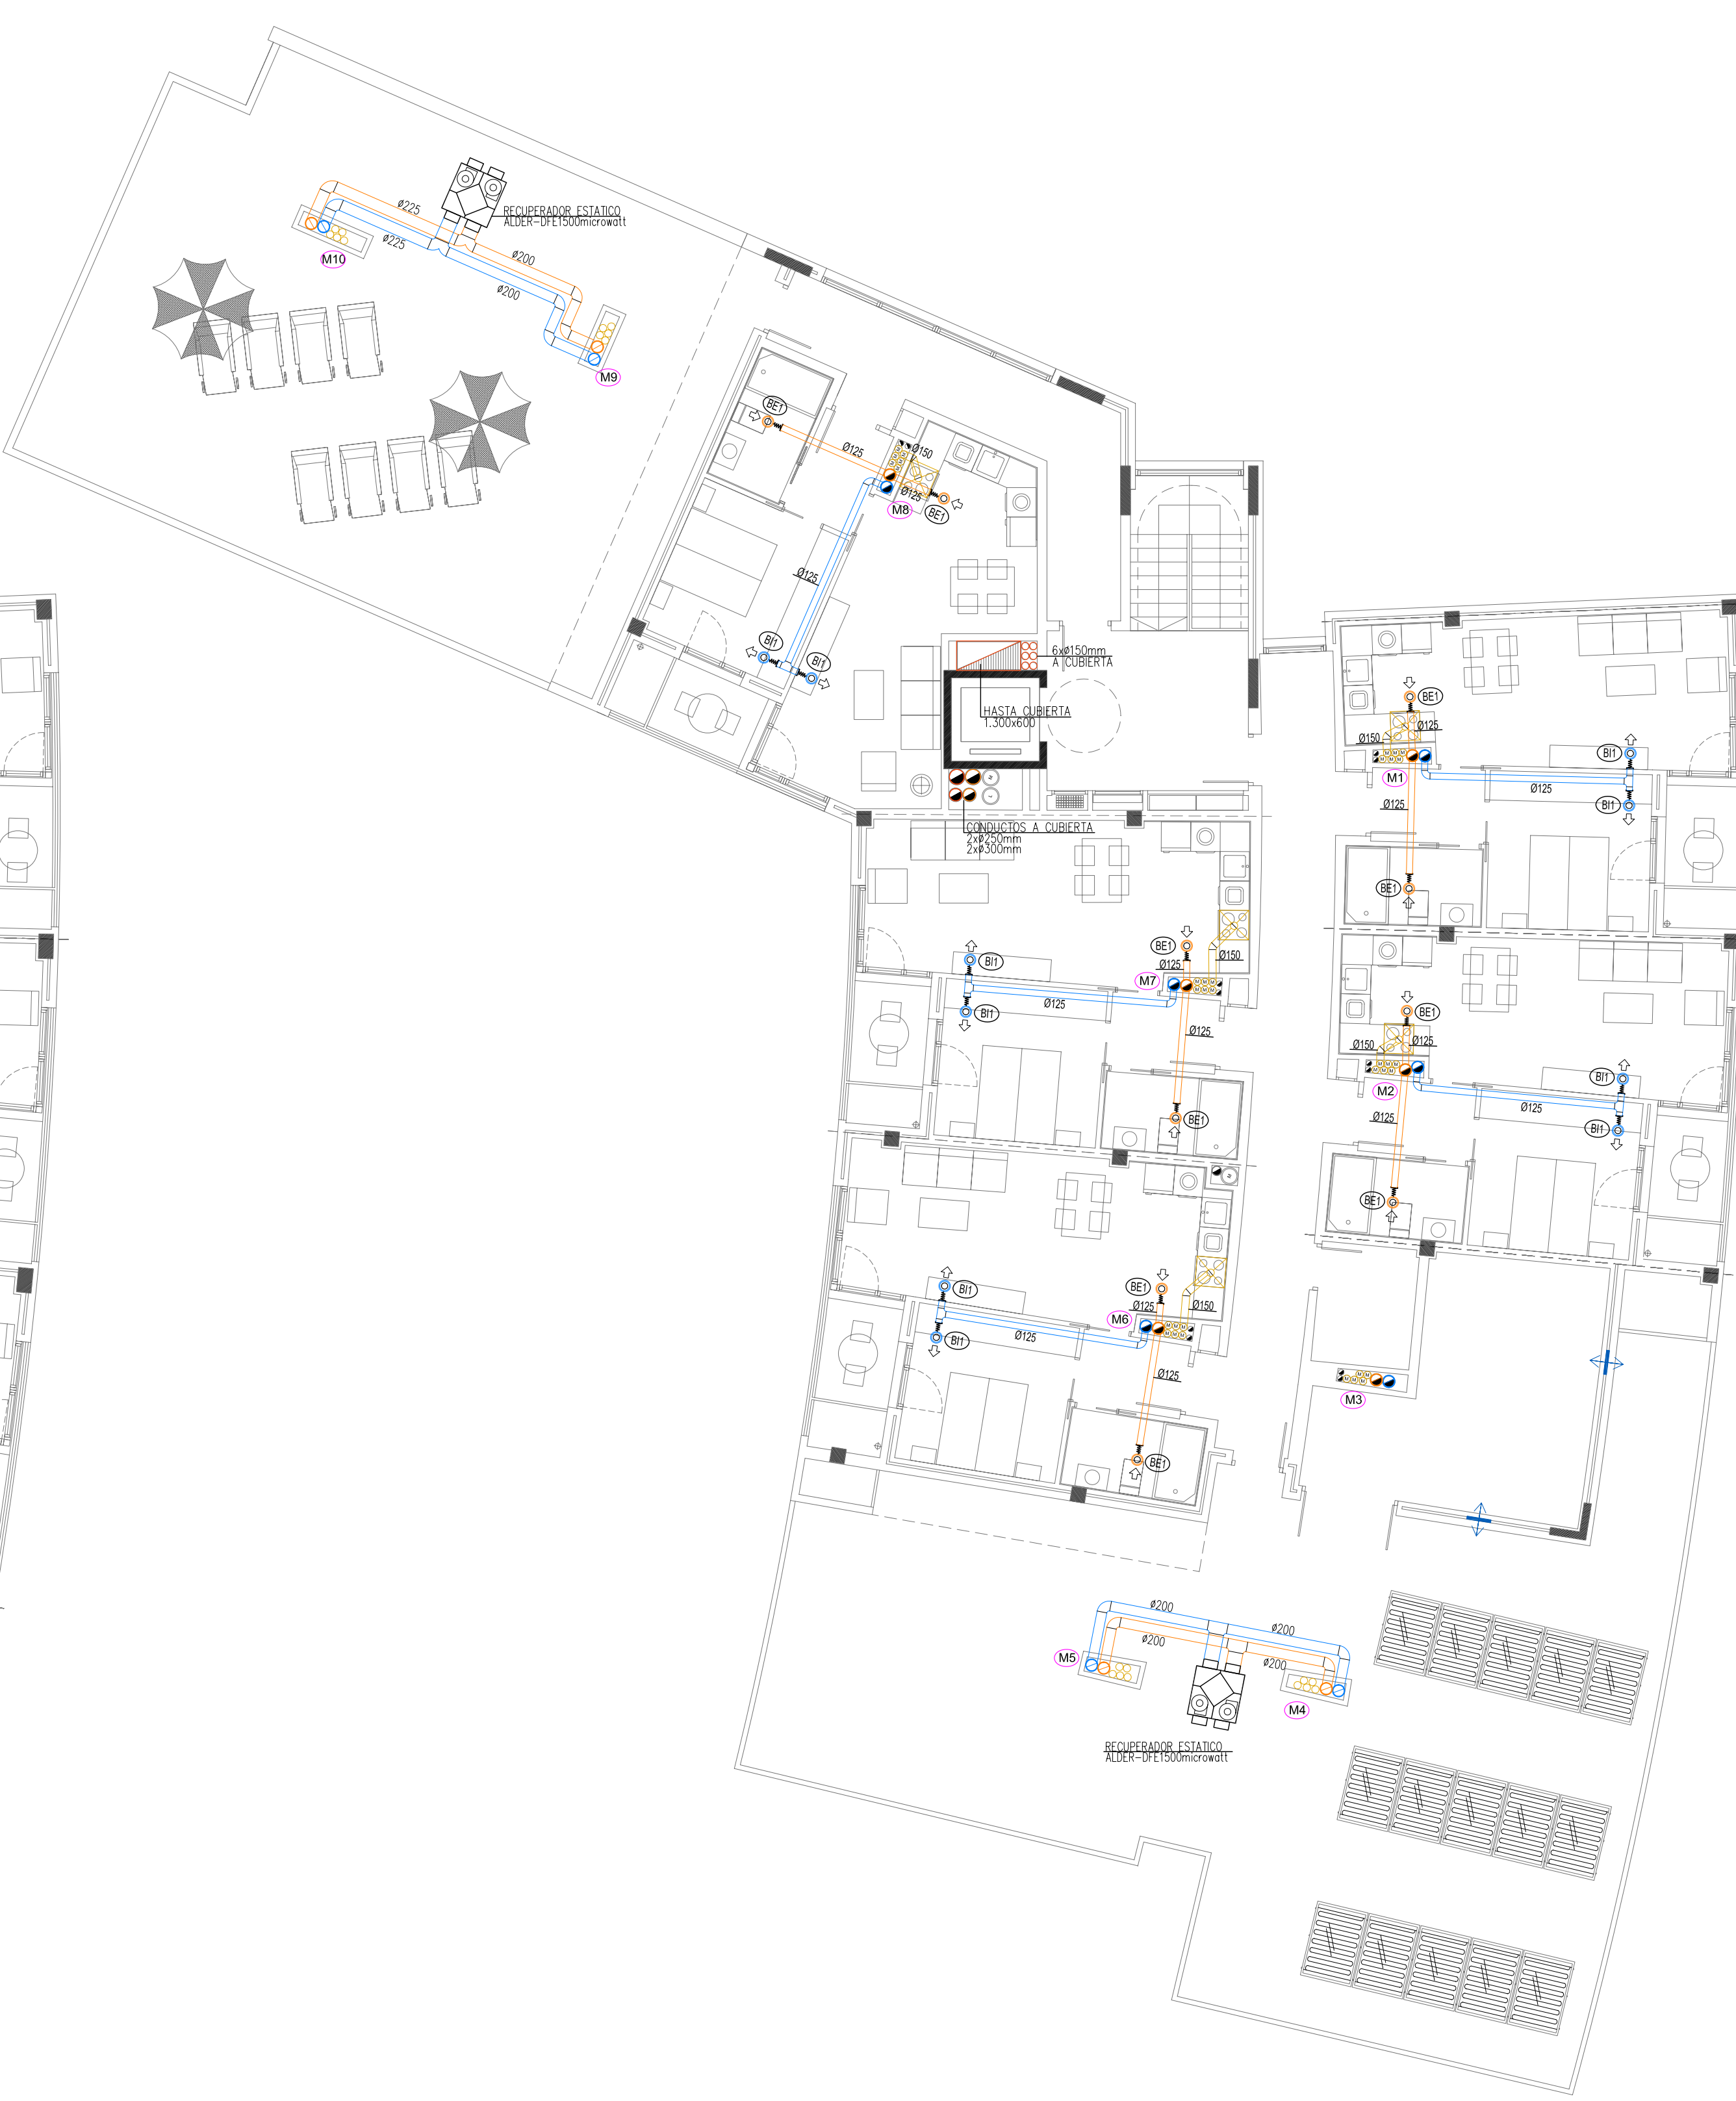 ø225
RECUPERADOR ESTATICO
ALDER-DFE1500microwatt
ø225
M10
ø200
ø200
M9
BE1
Ø125
Ø150
Ø125
M8
BE1
Ø125
BI1
BI1
6xø150mm
A CUBIERTA
HASTA CUBIERTA
1.300x600
CONDUCTOS A CUBIERTA
2xø250mm
2xø300mm
BE1
Ø125
Ø150
M1
BI1
Ø125
Ø125
BI1
BE1
BE1
Ø150
Ø125
M7
BI1
Ø125
BI1
Ø125
BE1
BE1
Ø125
Ø150
M2
BI1
Ø125
Ø125
BI1
BE1
BE1
Ø125
Ø150
M6
BI1
Ø125
BI1
Ø125
BE1
M3
ø200
ø200
ø200
ø200
M5
M4
RECUPERADOR ESTATICO
ALDER-DFE1500microwatt